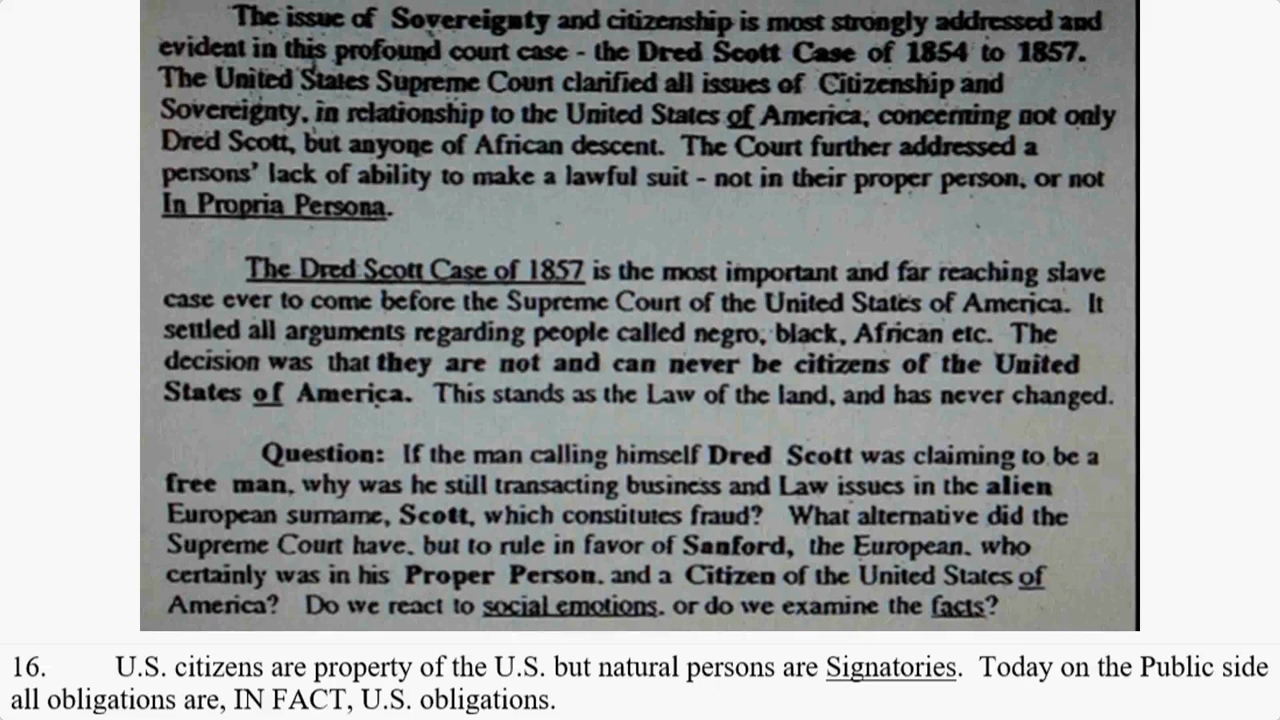 The issue of Sovereignty and citizenship is most strongly addressed and
evident in this profound court case - the Dred Scott Case of 1854 to 1857.
The United States Supreme Court clarified all issues of Citizenship and
Sovereignty, in relationship to the United States of America, concerning not only
Dred Scott, but anyone of African descent. The Court further addressed a
persons' lack of ability to make a lawful suit - not in their proper person, or not
In Propria Persona.
The Dred Scott Case of 1857 is the most important and far reaching slave
case ever to come before the Supreme Court of the United States of America. It
settled all arguments regarding people called negro, black, African etc. The
decision was that they are not and can never be citizens of the United
States of America. This stands as the Law of the land, and has never changed.
Question: If the man calling himself Dred Scott was claiming to be a
free man, why was he still transacting business and Law issues in the alien
European surname, Scott, which constitutes fraud? What alternative did the
Supreme Court have, but to rule in favor of Sanford, the European, who
certainly was in his Proper Person, and a Citizen of the United States of
America? Do we react to social emotions, or do we examine the facts?
16. U.S. citizens are property of the U.S. but natural persons are Signatories. Today on the Public side
all obligations are, IN FACT, U.S. obligations.